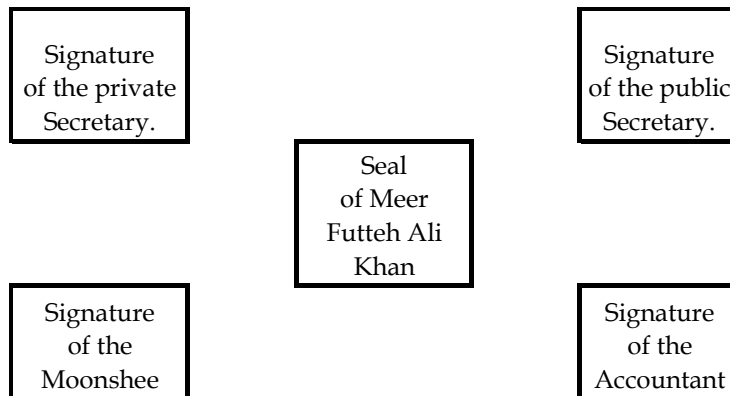 Signature
of the private
Secretary.
Signature
of the public
Secretary.
Seal
of Meer
Futteh Ali
Khan
Signature
of the
Moonshee
Signature
of the
Accountant